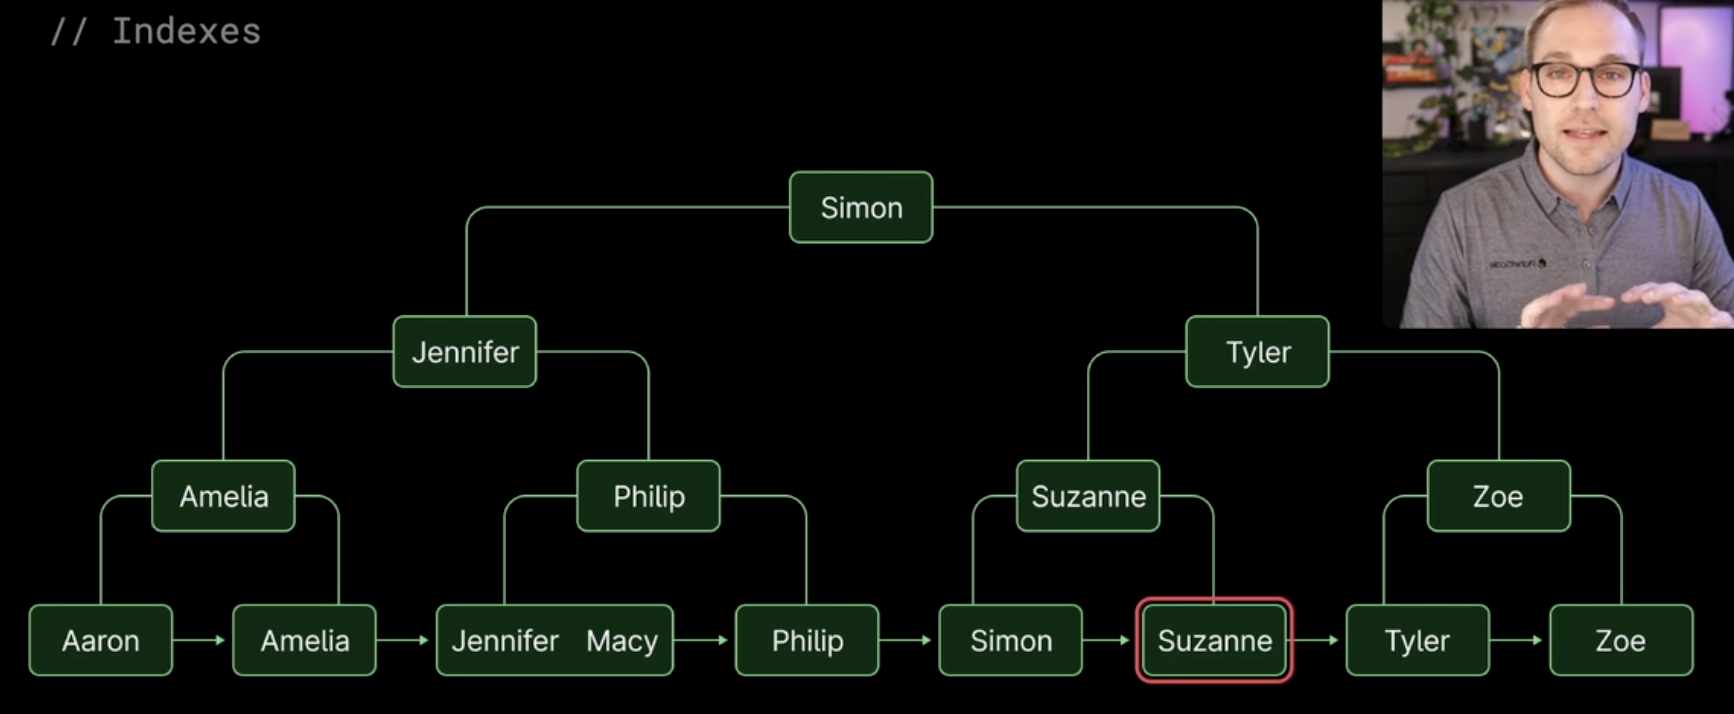 // Indexes
Simon
Jennifer Tyler
Amelia Philip Suzanne Zoe
Aaron Amelia Jennifer Macy Philip Simon Suzanne Tyler Zoe